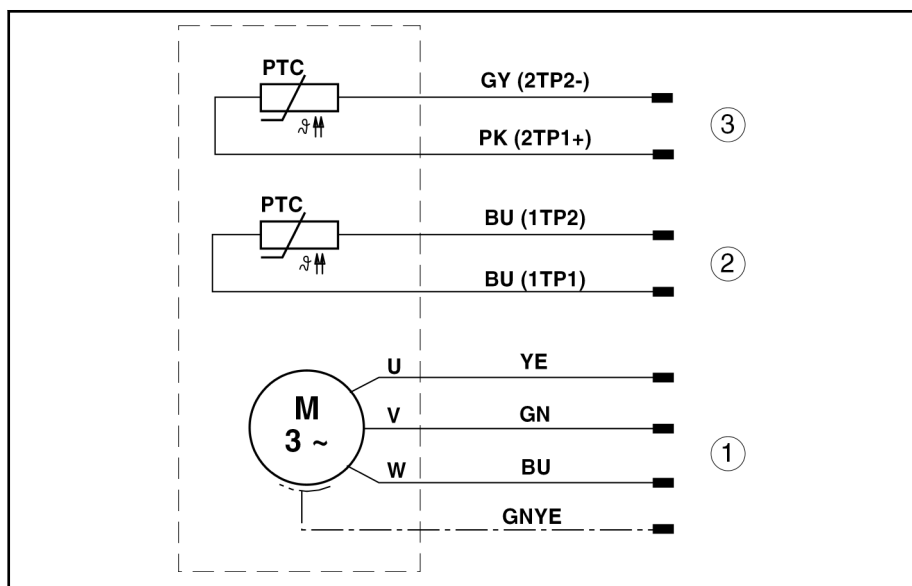 PTC
GY (2TP2-)
ϑ
PK (2TP1+)
3
PTC
BU (1TP2)
ϑ
BU (1TP1)
2
U YE
M
3 ~
V GN
1
W BU
GNYE